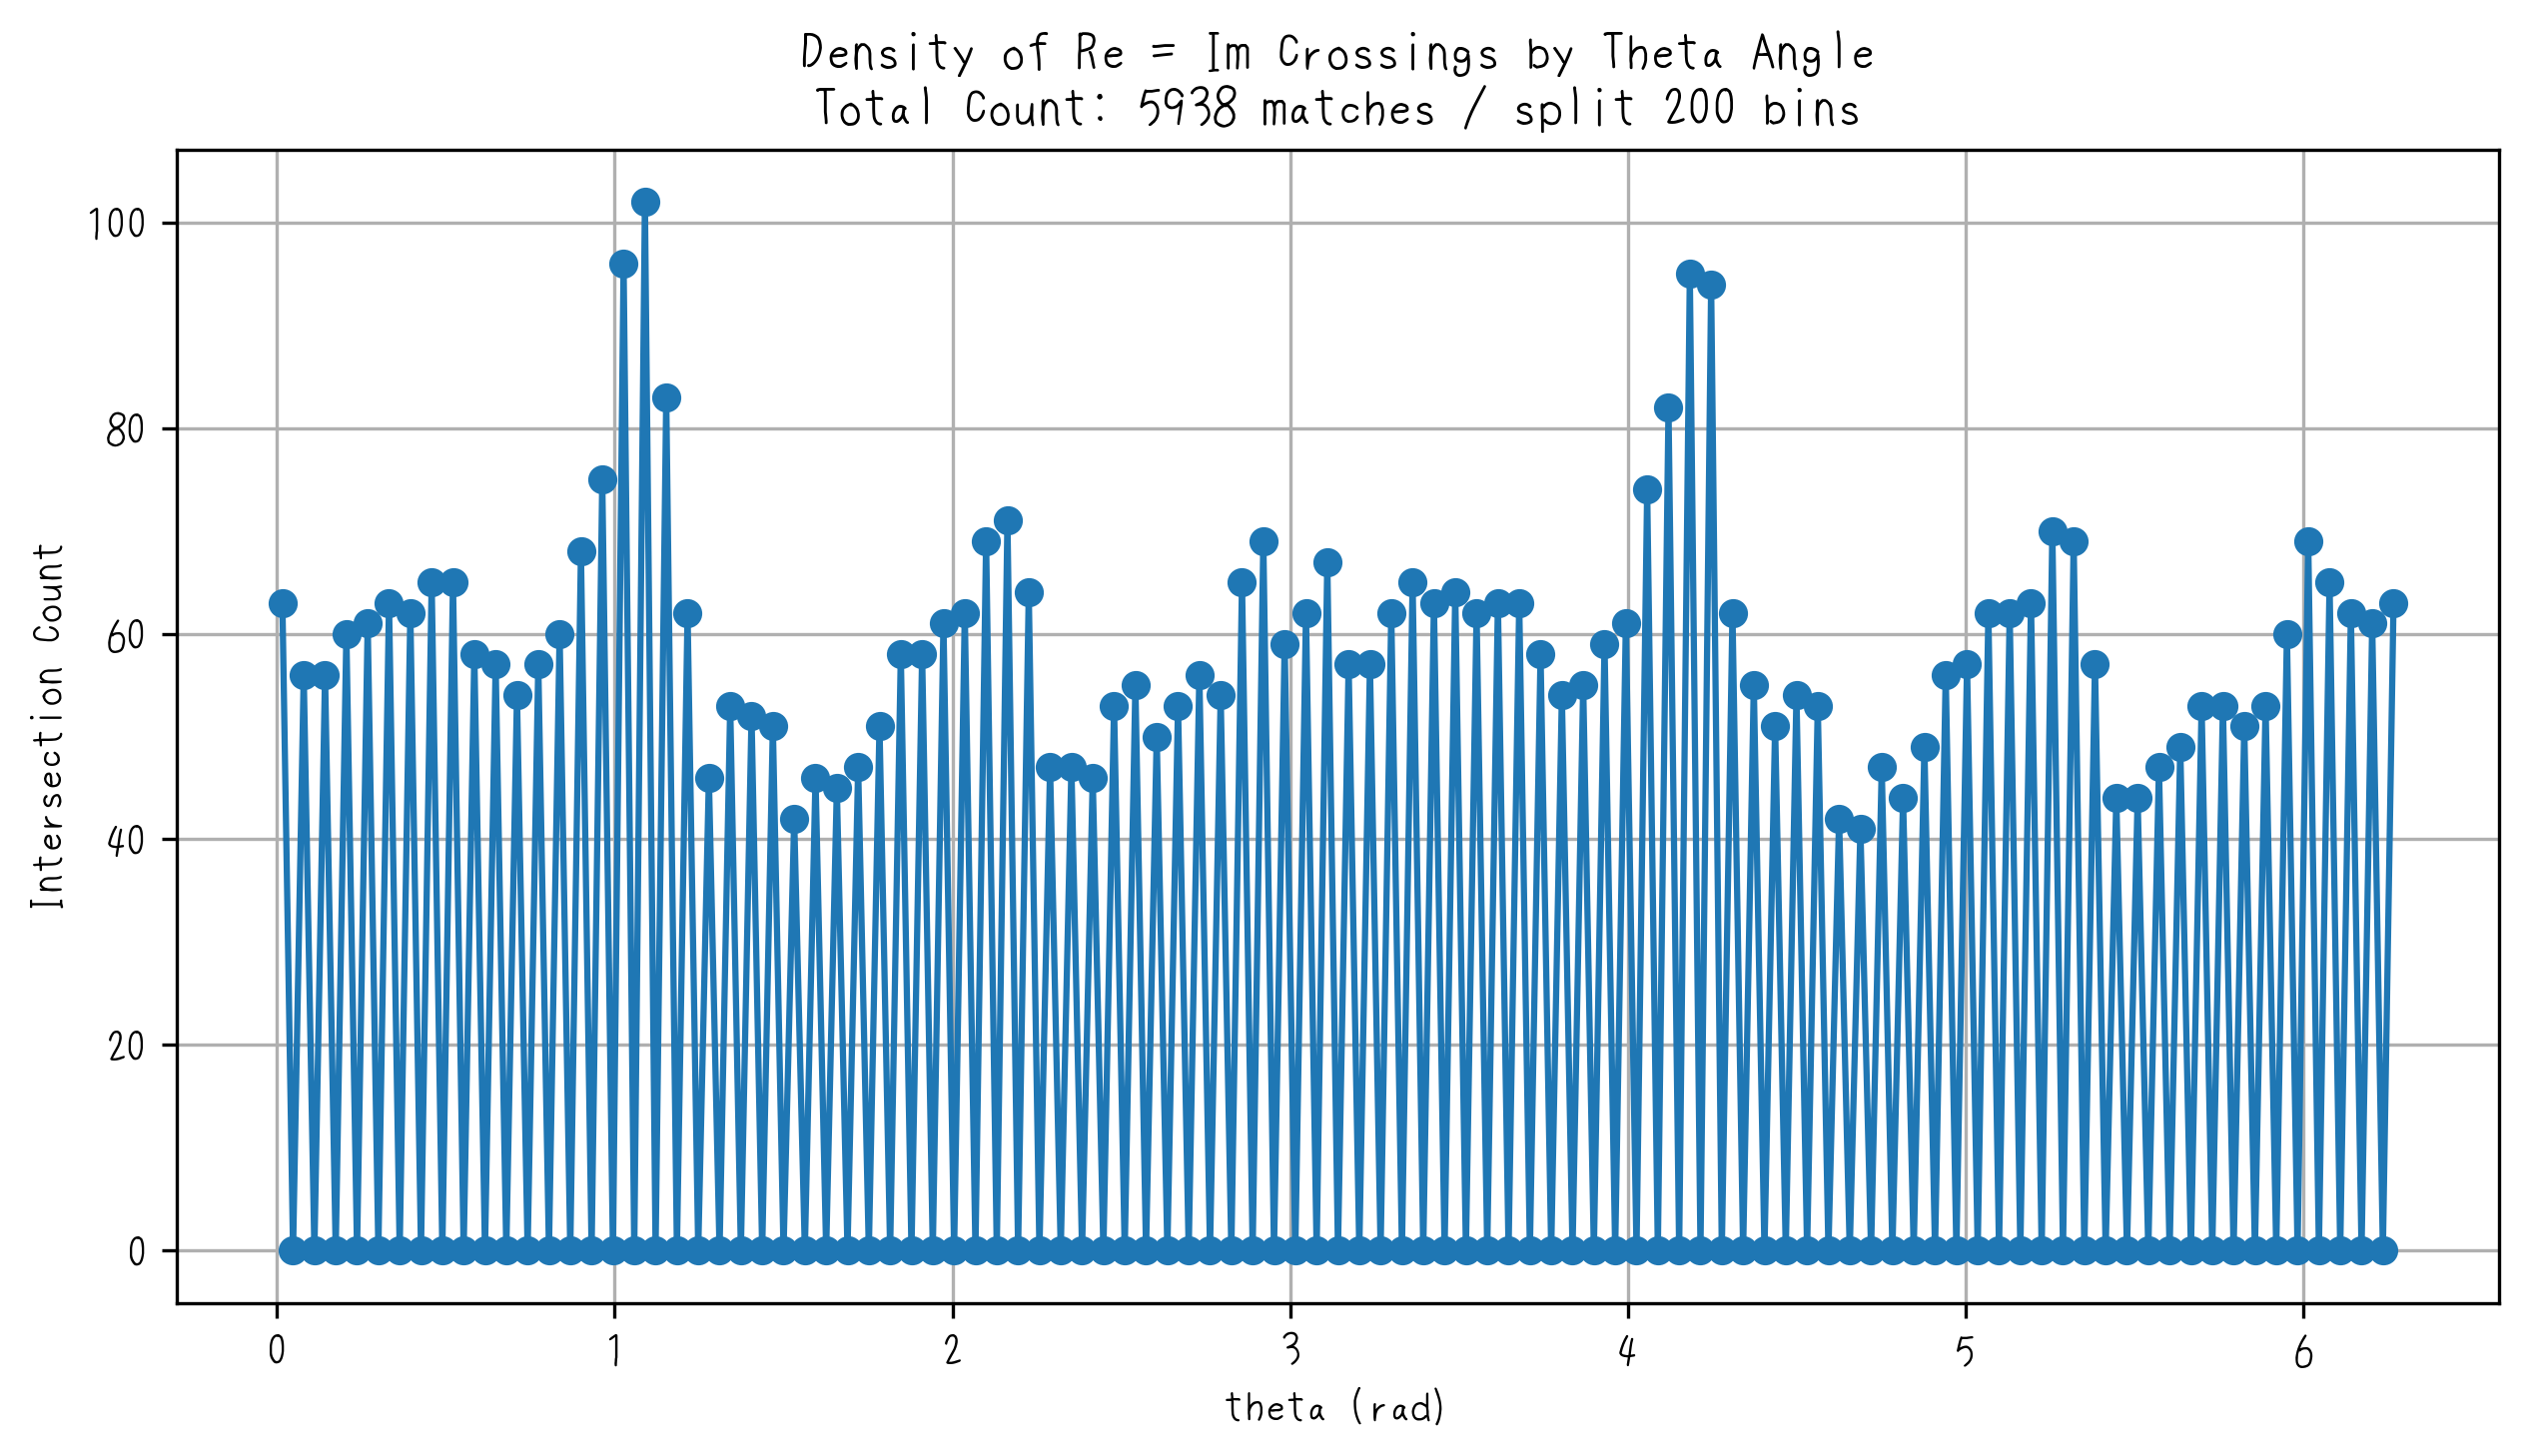 Density of Re = Im Crossings by Theta Angle
Total Count: 5938 matches / split 200 bins
Intersection Count
100
80
60
40
20
0
0 1 2 3 4 5 6
theta (rad)